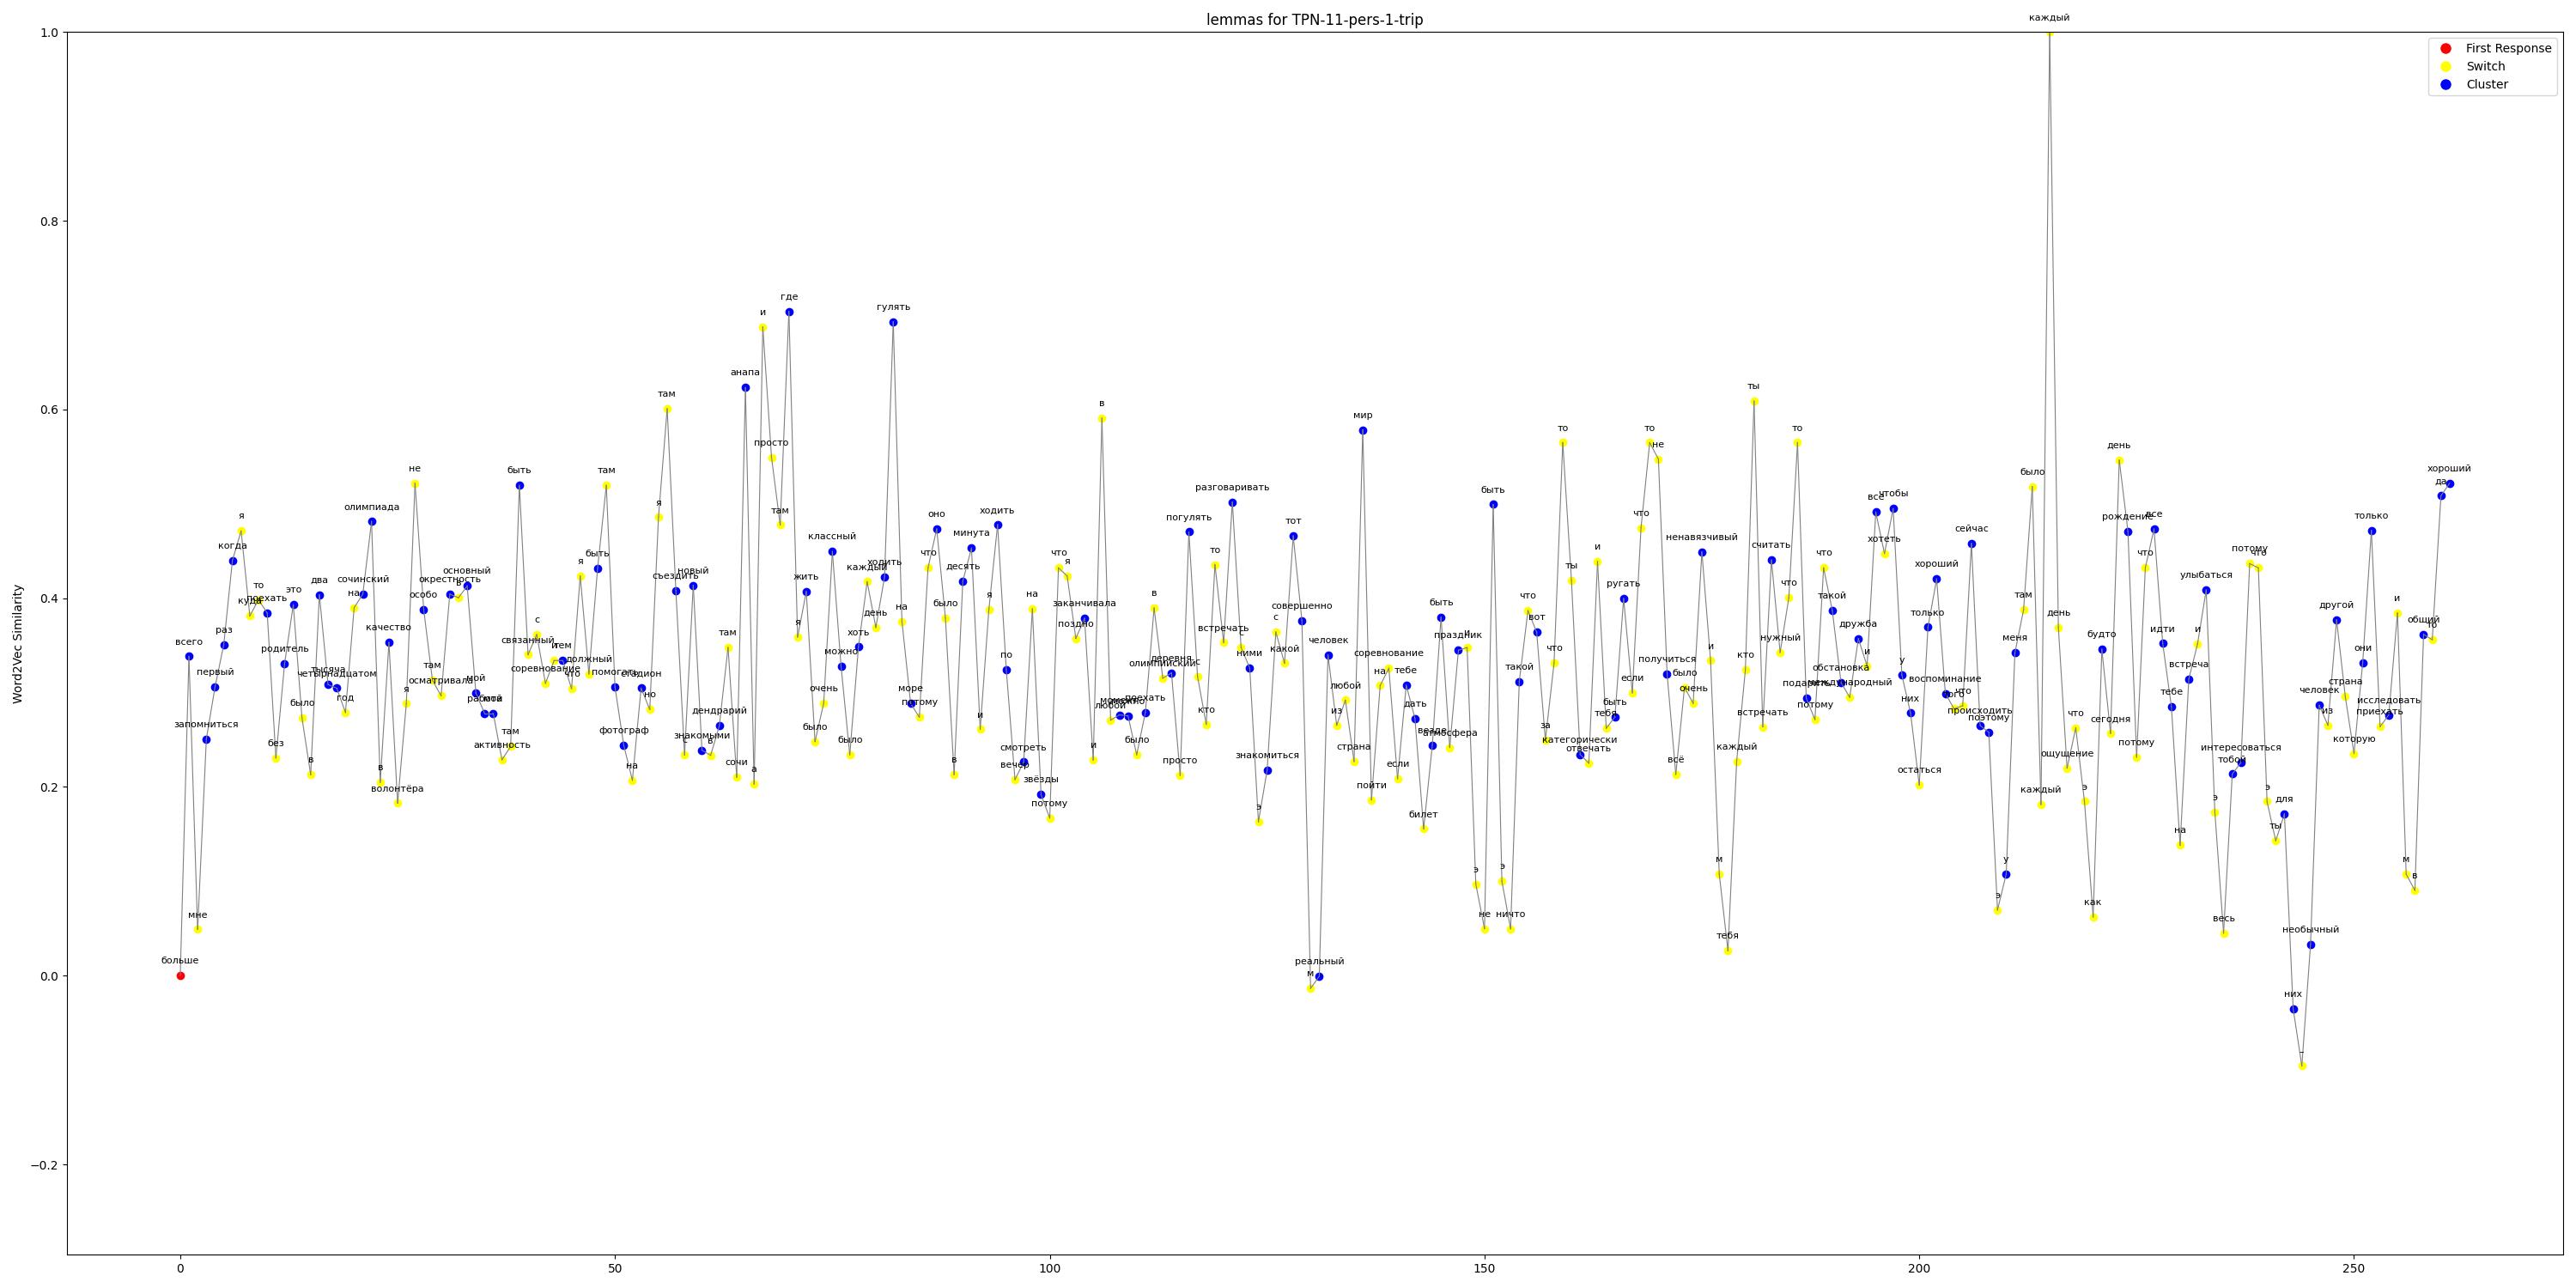 lemmas for TPN-11-pers-1-trip
First Response
Switch
Cluster
Word2Vec Similarity
1.0
0.8
0.6
0.4
0.2
0.0
−0.2
0
50
100
150
200
250
больше
всего
мне
запомниться
первый
раз
когда
я
куда
то
поехать
без
родитель
это
было
в
два
тысяча
четырнадцатом
год
на
сочинский
олимпиада
в
качество
волонтёра
я
не
особо
там
осматривала
окрестность
в
основный
мой
работа
активность
там
быть
связанный
с
соревнование
и
тем
что
я
должный
быть
там
помогать
фотограф
на
стадион
но
я
там
съездить
с
новый
знакомыми
в
дендрарий
там
сочи
анапа
а
и
просто
там
где
я
жить
было
очень
классный
можно
было
хоть
каждый
день
ходить
гулять
на
море
потому
что
оно
было
в
десять
минута
и
я
ходить
по
вечер
смотреть
на
звёзды
потому
что
я
поздно
заканчивала
и
в
любой
момент
можно
было
поехать
в
олимпийский
деревня
просто
погулять
с
кто
то
встречать
разговаривать
с
ними
э
знакомиться
с
какой
тот
совершенно
м
реальный
человек
из
любой
страна
мир
пойти
на
соревнование
если
тебе
дать
билет
везде
быть
атмосфера
праздник
и
э
не
быть
э
ничто
такой
что
вот
за
что
то
ты
категорически
отвечать
и
тебя
быть
ругать
если
что
то
не
получиться
всё
было
очень
ненавязчивый
и
м
тебя
каждый
кто
ты
встречать
считать
нужный
что
то
подарить
потому
что
такой
обстановка
международный
дружба
и
все
хотеть
чтобы
у
них
остаться
только
хороший
воспоминание
того
что
сейчас
происходить
поэтому
э
у
меня
там
было
каждый
каждый
день
ощущение
что
э
как
будто
сегодня
день
рождение
потому
что
все
идти
тебе
на
встреча
и
улыбаться
э
весь
тобой
интересоваться
потому
что
э
ты
для
них
–
необычный
человек
из
другой
страна
которую
они
только
приехать
исследовать
и
м
в
общий
то
да
хороший